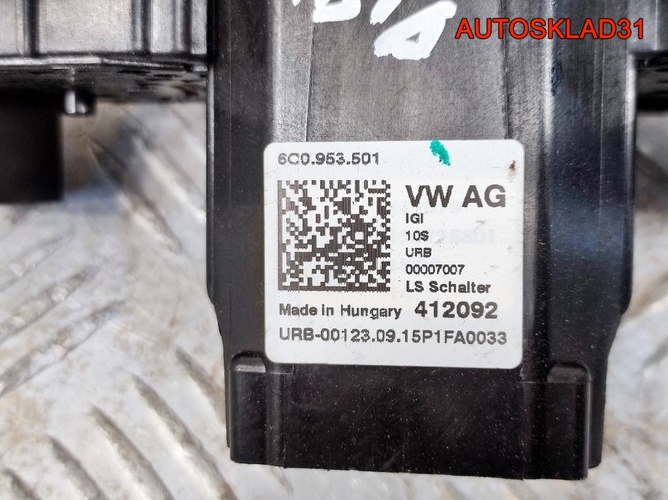 AUTOSKLAD31
6C0.953.501
VW AG
IGI
10S
URB
00007007
LS Schalter
Made in Hungary 412092
URB-00123.09.15P1FA0033